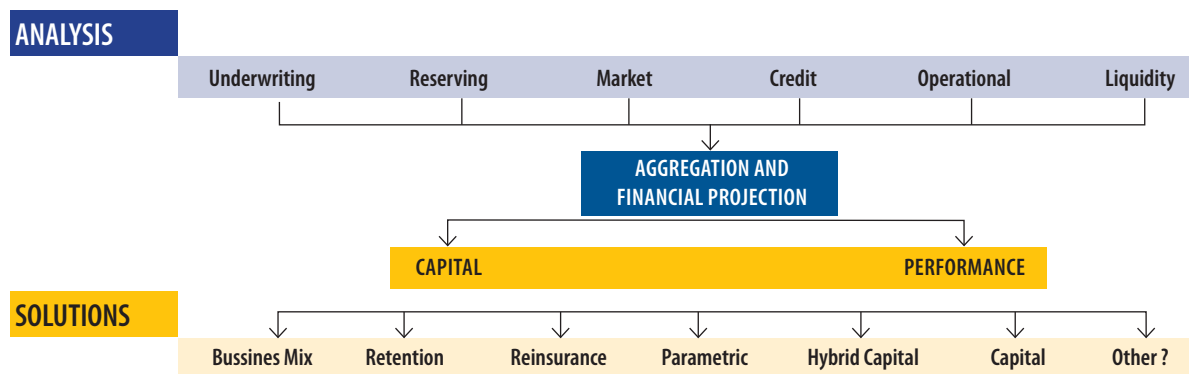 ANALYSIS
Underwriting Reserving Market Credit Operational Liquidity
AGGREGATION AND
FINANCIAL PROJECTION
CAPITAL PERFORMANCE
SOLUTIONS
Bussines Mix Retention Reinsurance Parametric Hybrid Capital Capital Other ?